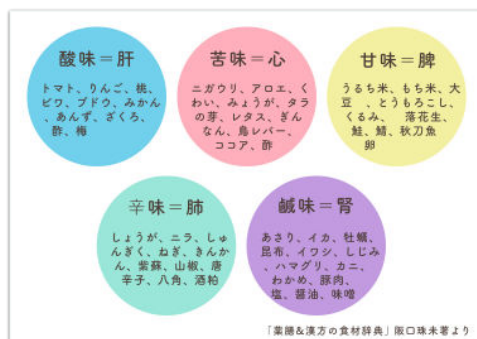 酸味=肝
トマト、りんご、桃、
ビワ、ブドウ、みかん
、あんず、ざくろ、
酢、梅
苦味=心
ニガウリ、アロエ、く
わい、みょうが、タラ
の芽、レタス、ぎん
なん、鳥レバー、
ココア、酢
甘味=脾
うるち米、もち米、大
豆 、とうもろこし、
くるみ、 落花生、
鮭、鯖、秋刀魚
卵
辛味=肺
しょうが、ニラ、しゅ
んぎく、ねぎ、きんか
ん、紫蘇、山椒、唐
辛子、八角、酒粕
鹹味=腎
あさり、イカ、牡蠣、
昆布、イワシ、しじみ
、ハマグリ、カニ、
わかめ、豚肉、
塩、醤油、味噌
「薬膳&漢方の食材辞典」阪口珠未著より